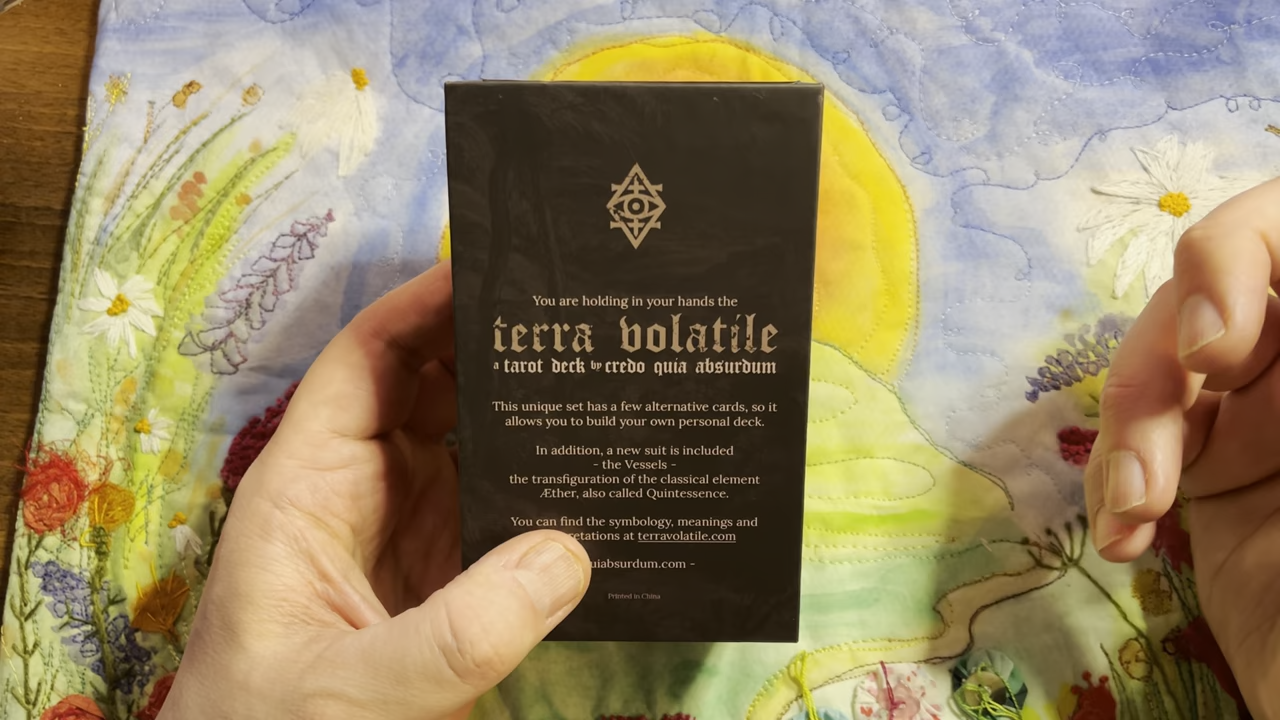 You are holding in your hands the
terra volatile
a tarot deck by credo quia absurdum
This unique set has a few alternative cards, so it
allows you to build your own personal deck.
In addition, a new suit is included
- the Vessels -
the transfiguration of the classical element
Æther, also called Quintessence.
You can find the symbology, meanings and
at terravolatile.com
-
Printed in China